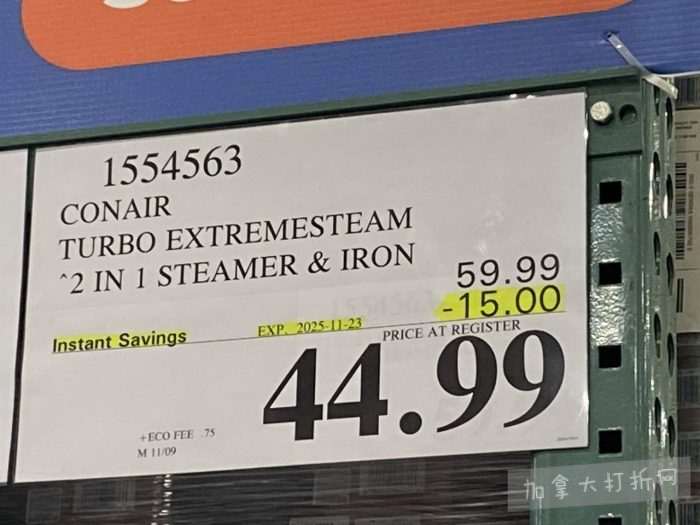 1554563
CONAIR
TURBO EXTREMESTEAM
^2 IN 1 STEAMER & IRON
59.99
-15.00
Instant Savings
EXP. 2025-11-23
PRICE AT REGISTER
44.99
+ECO FEE .75
M 11/09
加拿大打折网